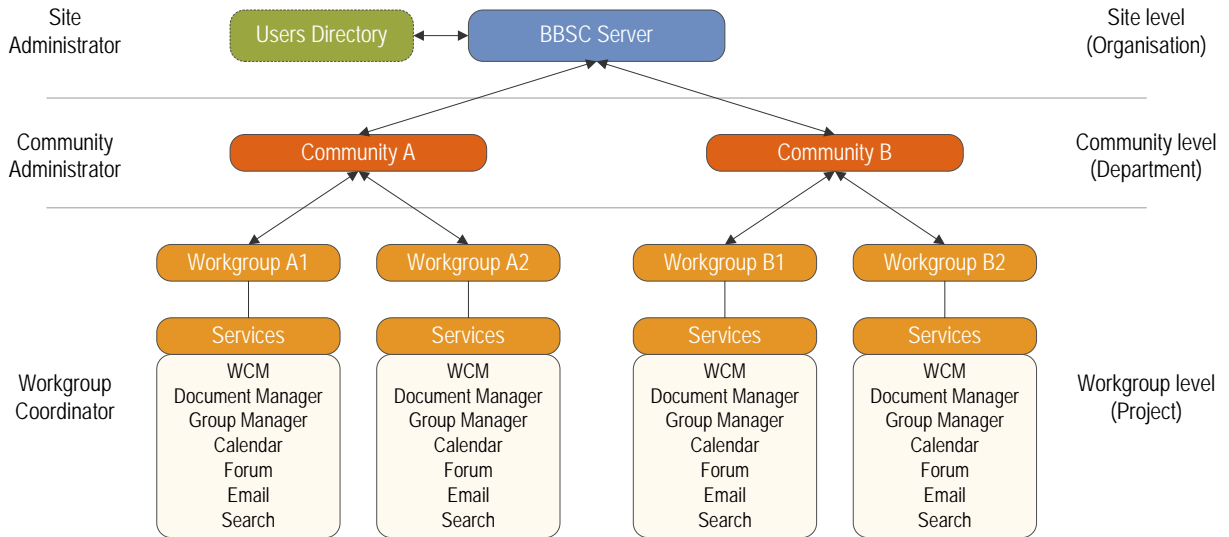 Site
Administrator
Users Directory
BBSC Server
Site level
(Organisation)
Community
Administrator
Community A
Community B
Community level
(Department)
Workgroup A1
Workgroup A2
Workgroup B1
Workgroup B2
Services
Services
Services
Services
Workgroup
Coordinator
WCM
Document Manager
Group Manager
Calendar
Forum
Email
Search
WCM
Document Manager
Group Manager
Calendar
Forum
Email
Search
WCM
Document Manager
Group Manager
Calendar
Forum
Email
Search
WCM
Document Manager
Group Manager
Calendar
Forum
Email
Search
Workgroup level
(Project)